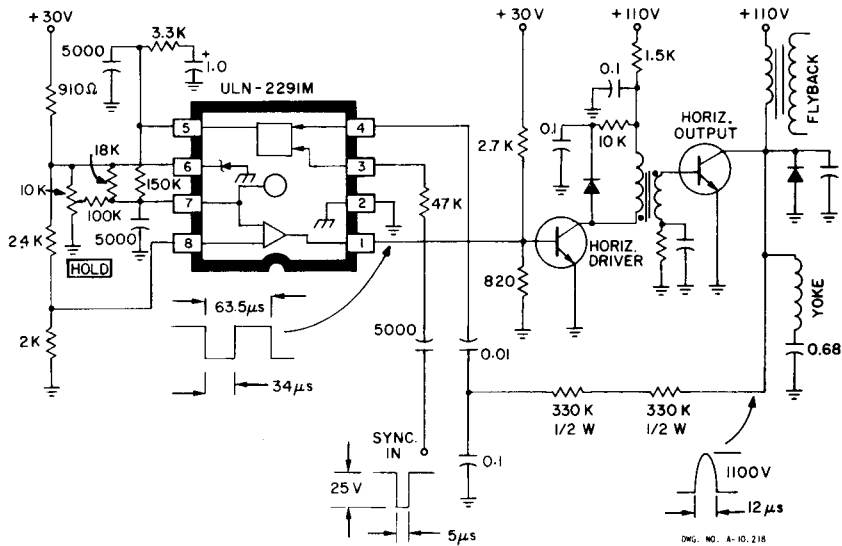 +30V
+30V
+110V
+110V
5000
3.3K
+
1.0
910Ω
ULN-2291M
5
4
6
3
7
2
8
1
18K
10K
150K
100K
5000
24K
HOLD
2K
47K
2.7K
820
1.5K
0.1
0.1
10K
HORIZ.
OUTPUT
HORIZ.
DRIVER
FLYBACK
YOKE
0.68
63.5µs
34µs
5000
0.01
330K
1/2 W
330K
1/2 W
SYNC.
IN
0.1
25V
5µs
1100V
12µs
DWG. NO. A-10,218